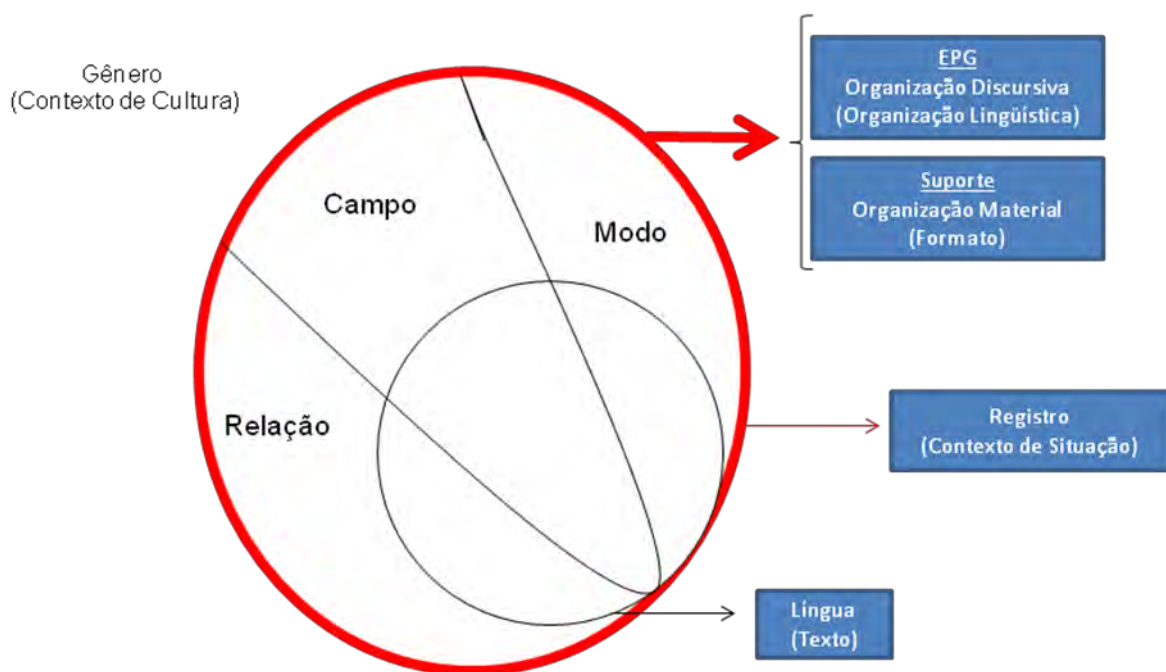 Gênero
(Contexto de Cultura)
EPG
Organização Discursiva
(Organização Lingüística)
Suporte
Organização Material
(Formato)
Campo
Modo
Relação
Registro
(Contexto de Situação)
Língua
(Texto)